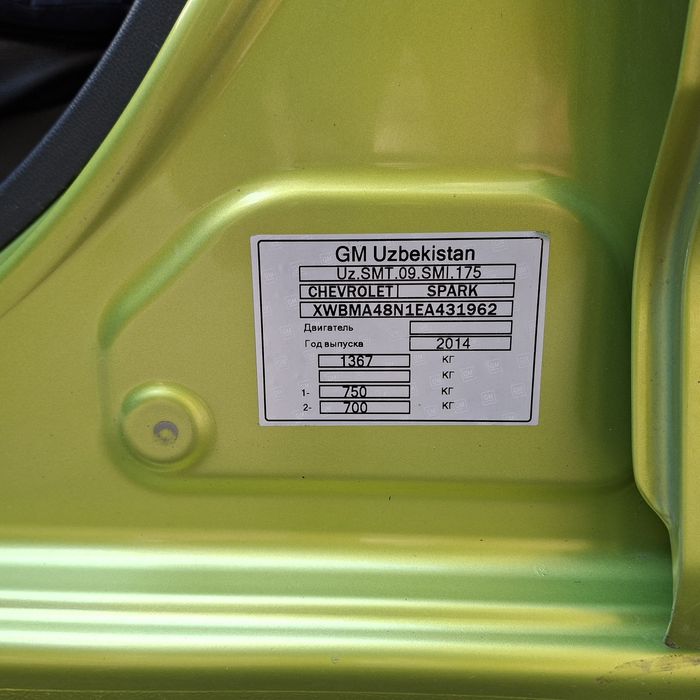 GM Uzbekistan
Uz.SMT.09.SMI.175
CHEVROLET SPARK
XWBMA48N1EA431962
Двигатель
Год выпуска 2014
1367 КГ
КГ
1- 750 КГ
2- 700 КГ